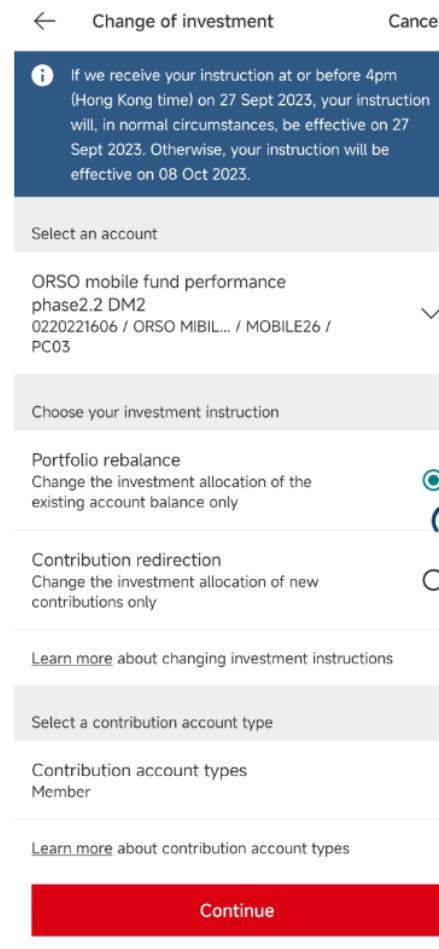 Change of investment
Cance
If we receive your instruction at or before 4pm
(Hong Kong time) on 27 Sept 2023, your instruction
will, in normal circumstances, be effective on 27
Sept 2023. Otherwise, your instruction will be
effective on 08 Oct 2023.
Select an account
ORSO mobile fund performance
phase2.2 DM2
0220221606 / ORSO MIBIL... / MOBILE26 /
PC03
Choose your investment instruction
Portfolio rebalance
Change the investment allocation of the
existing account balance only
Contribution redirection
Change the investment allocation of new
contributions only
Learn more about changing investment instructions
Select a contribution account type
Contribution account types
Member
Learn more about contribution account types
Continue